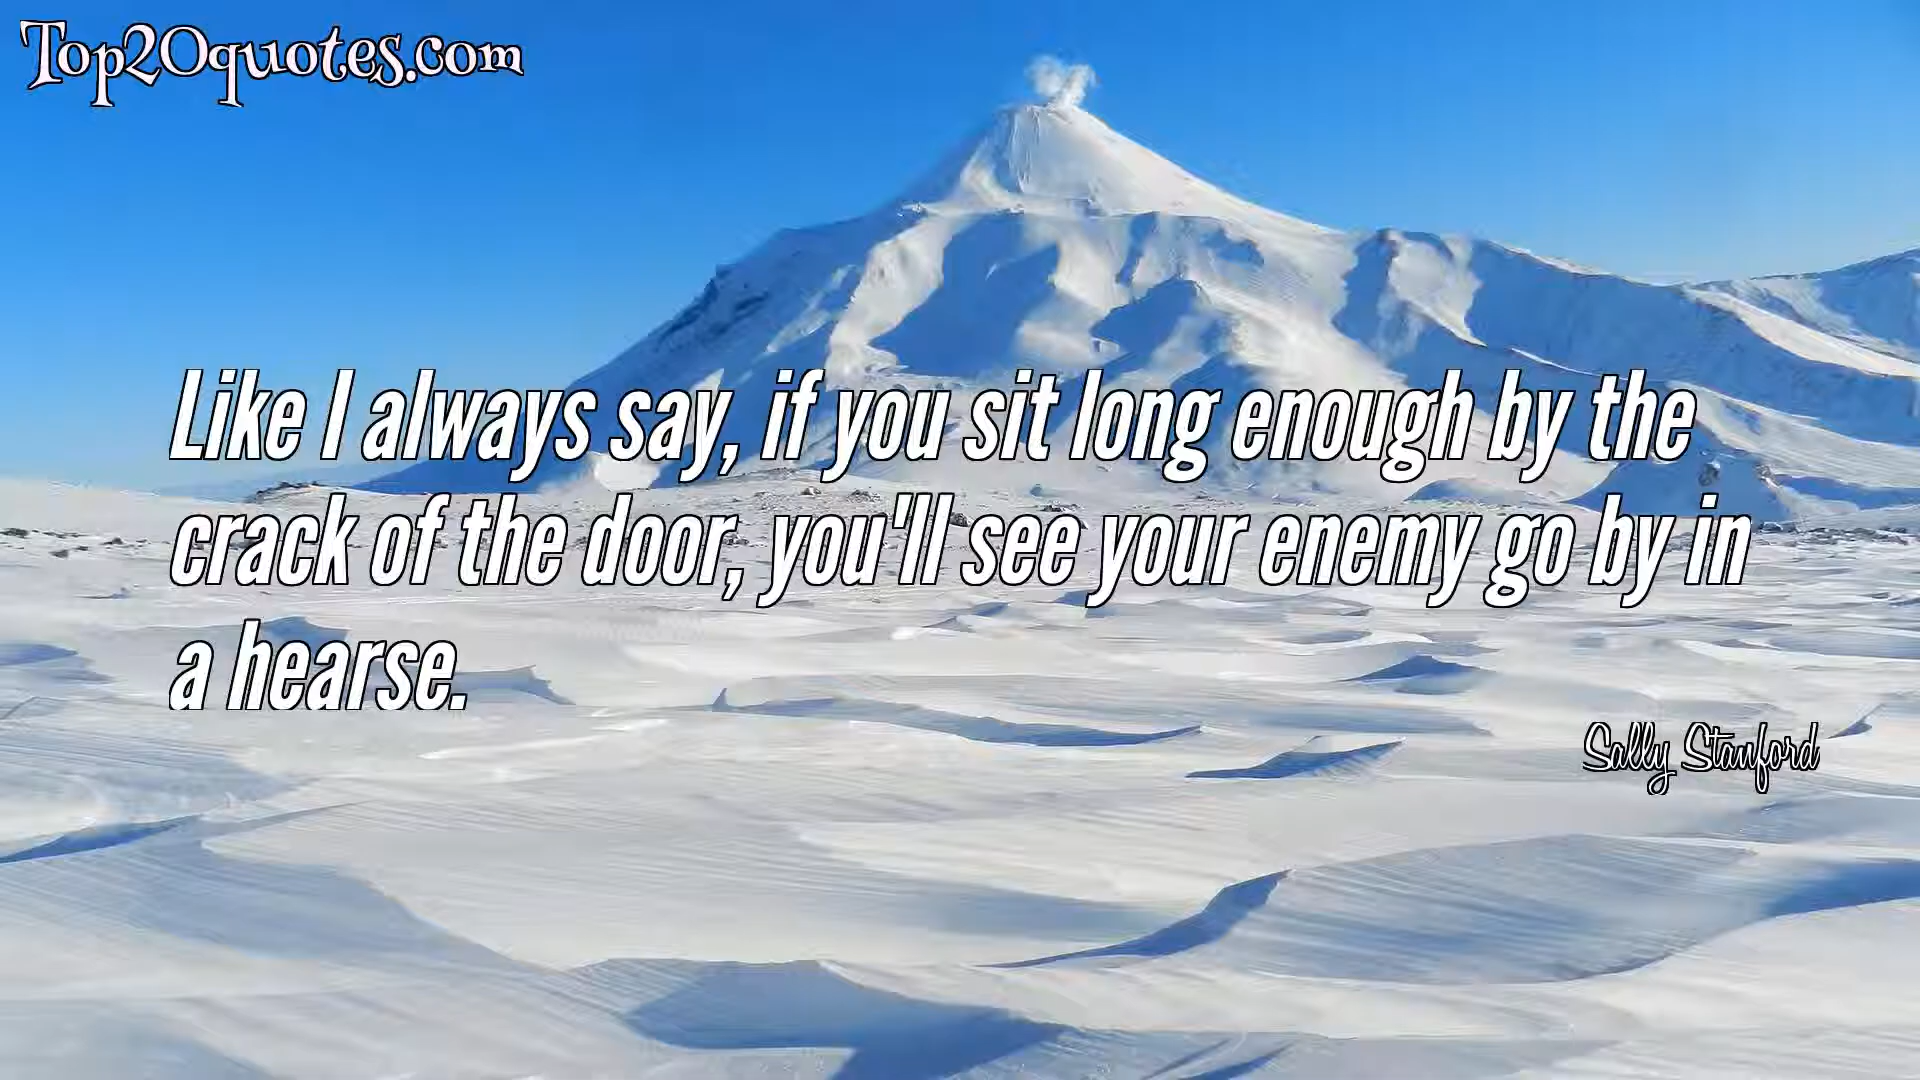 Top20quotes.com
Like I always say, if you sit long enough by the
crack of the door, you'll see your enemy go by in
a hearse.
Sally Stanford